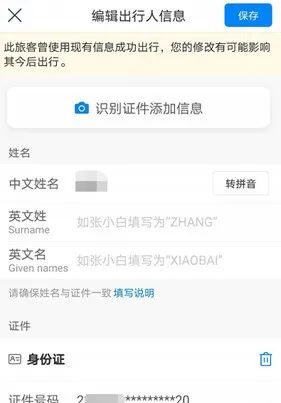 编辑出行人信息
保存
此旅客曾使用现有信息成功出行，您的修改有可能影响
其今后出行。
识别证件添加信息
姓名
中文姓名
转拼音
英文姓 如张小白填写为“ZHANG”
Surname
英文名 如张小白填写为“XIAOBAI”
Given names
请确保姓名与证件一致 填写说明
证件
身份证
证件号码 2 *********20